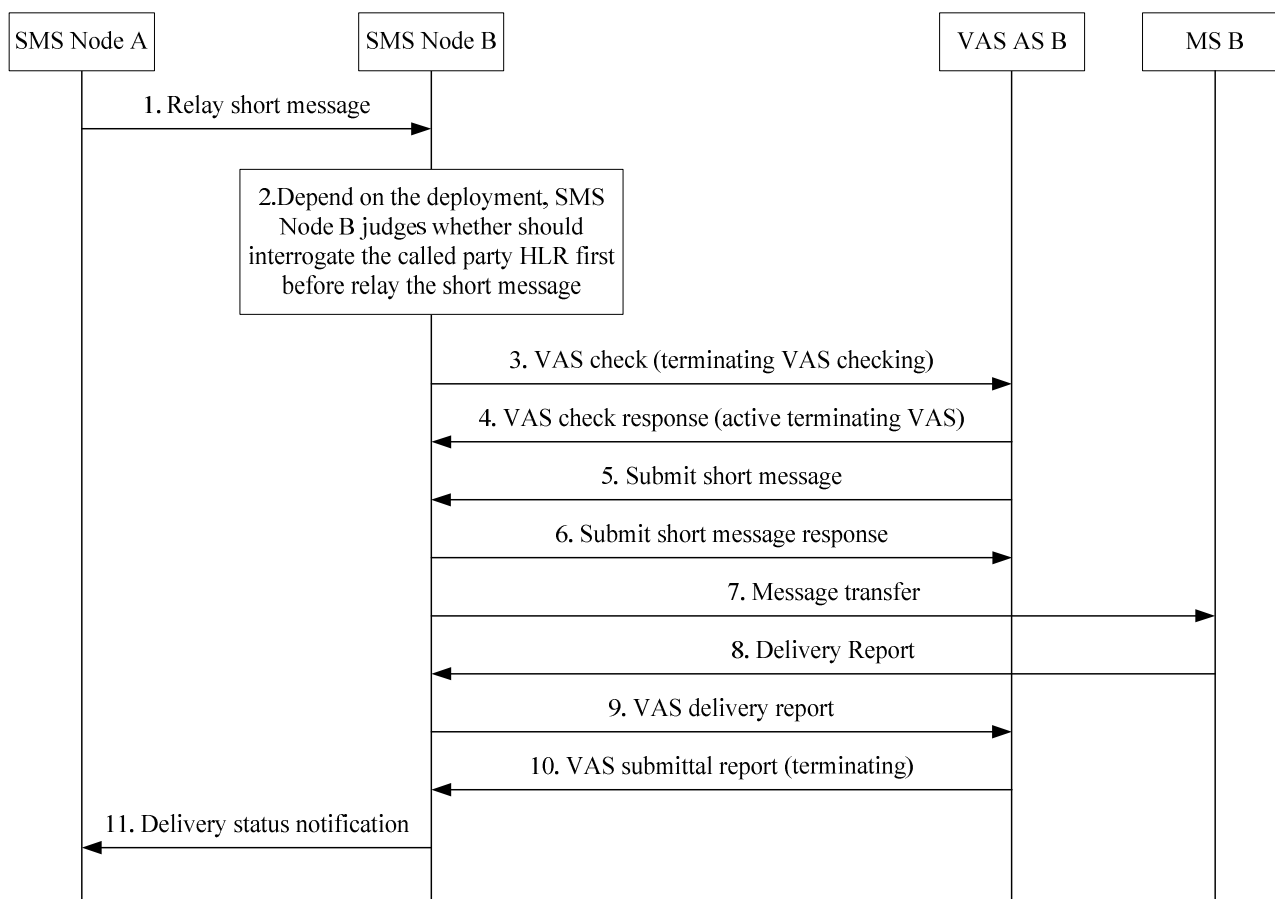 SMS Node A
SMS Node B
VAS AS B
MS B
1. Relay short message
2.Depend on the deployment, SMS
Node B judges whether should
interrogate the called party HLR first
before relay the short message
3. VAS check (terminating VAS checking)
4. VAS check response (active terminating VAS)
5. Submit short message
6. Submit short message response
7. Message transfer
8. Delivery Report
9. VAS delivery report
10. VAS submittal report (terminating)
11. Delivery status notification